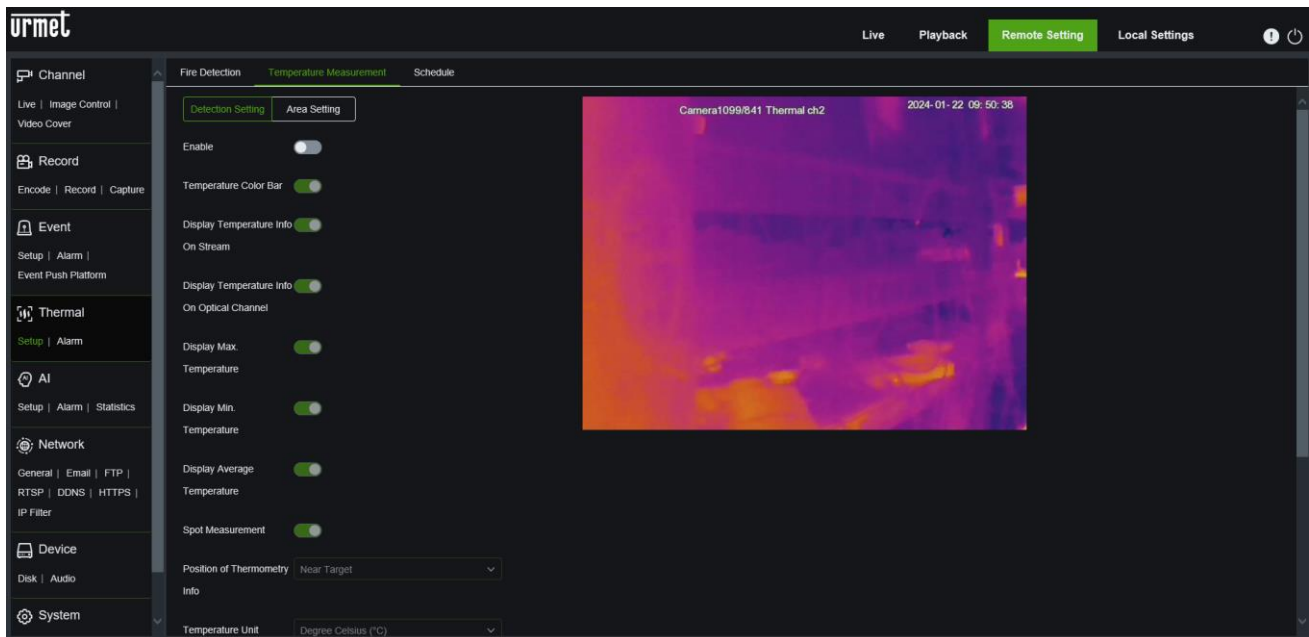 urmet
Live
Playback
Remote Setting
Local Settings
Channel
Live | Image Control |
Video Cover
Record
Encode | Record | Capture
Event
Setup | Alarm |
Event Push Platform
Thermal
Setup | Alarm
AI
Setup | Alarm | Statistics
Network
General | Email | FTP |
RTSP | DDNS | HTTPS |
IP Filter
Device
Disk | Audio
System
Fire Detection
Temperature Measurement
Schedule
Detection Setting
Area Setting
Enable
Temperature Color Bar
Display Temperature Info
On Stream
Display Temperature Info
On Optical Channel
Display Max.
Temperature
Display Min.
Temperature
Display Average
Temperature
Spot Measurement
Position of Thermometry
Info
Near Target
Temperature Unit
Degree Celsius (°C)
Camera1099/841 Thermal ch2
2024-01-22 09:50:38